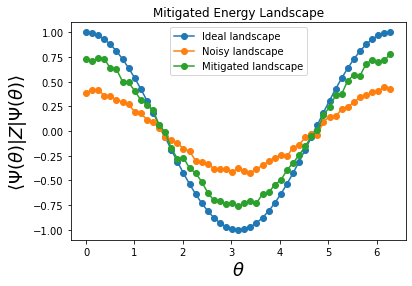 Mitigated Energy Landscape
Ideal landscape
Noisy landscape
Mitigated landscape
⟨Ψ(θ)|Z|Ψ(θ)⟩
1.00
0.75
0.50
0.25
0.00
−0.25
−0.50
−0.75
−1.00
0 1 2 3 4 5 6
θ